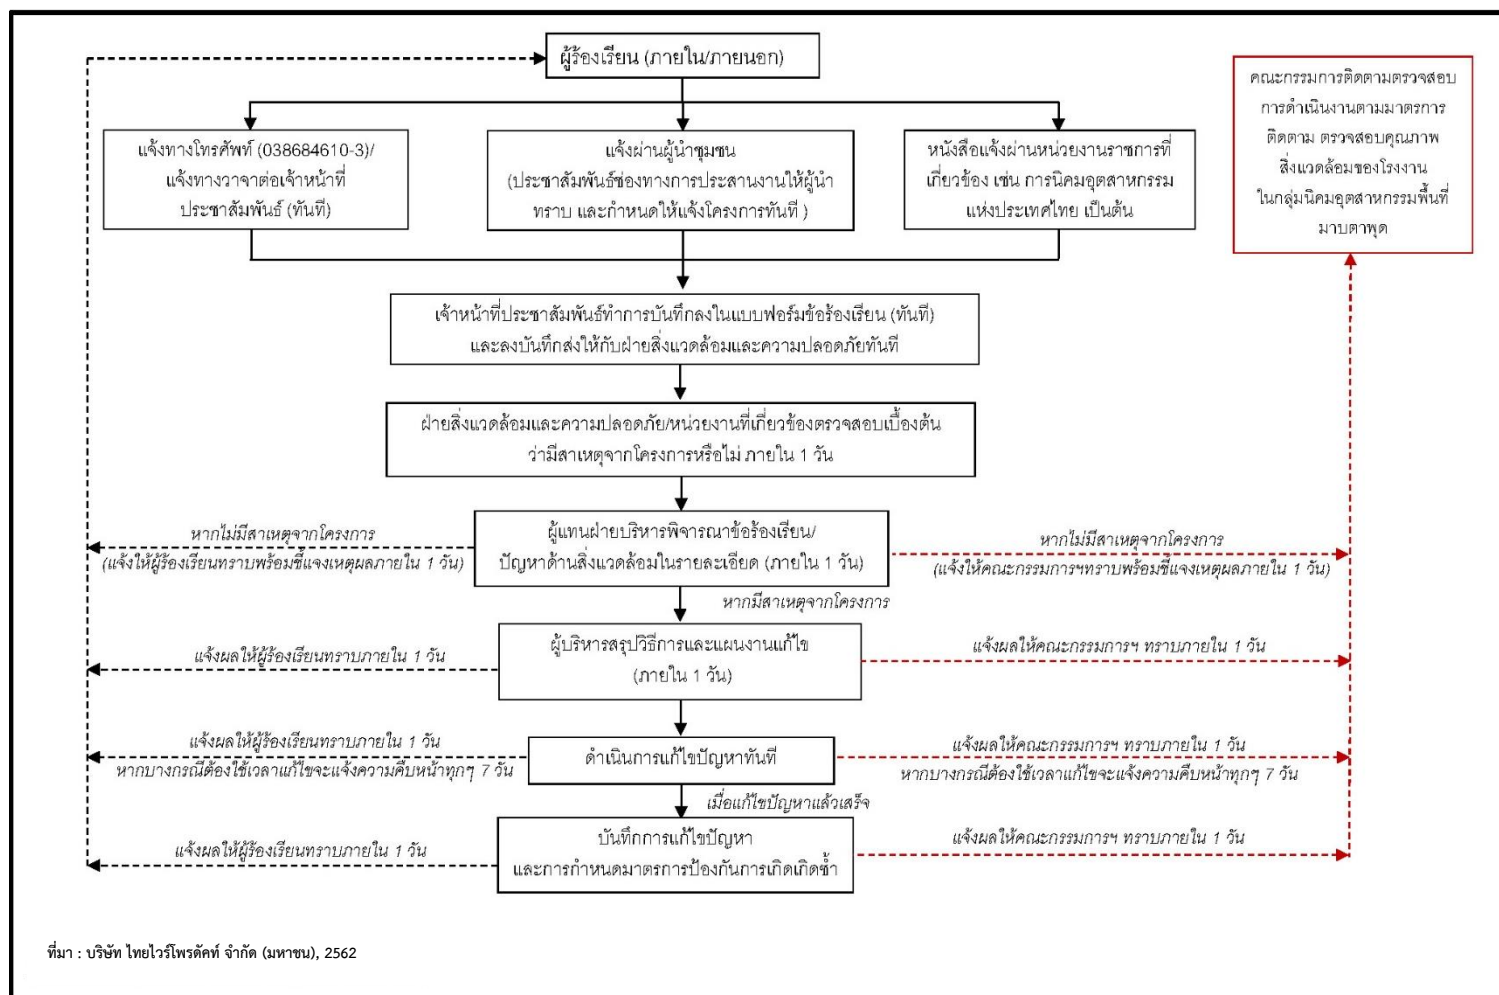 ผู้ร้องเรียน (ภายใน/ภายนอก)
คณะกรรมการติดตามตรวจสอบ
การดำเนินงานตามมาตรการ
ติดตาม ตรวจสอบคุณภาพ
สิ่งแวดล้อมของโรงงาน
ในกลุ่มนิคมอุตสาหกรรมพื้นที่
มาบตาพุด
แจ้งทางโทรศัพท์ (038684610-3)/
แจ้งทางวาจาต่อเจ้าหน้าที่
ประชาสัมพันธ์ (ทันที)
แจ้งผ่านผู้นำชุมชน
(ประชาสัมพันธ์ช่องทางการประสานงานให้ผู้นำ
ทราบ และกำหนดให้แจ้งโครงการทันที )
หนังสือแจ้งผ่านหน่วยงานราชการที่
เกี่ยวข้อง เช่น การนิคมอุตสาหกรรม
แห่งประเทศไทย เป็นต้น
เจ้าหน้าที่ประชาสัมพันธ์ทำการบันทึกลงในแบบฟอร์มข้อร้องเรียน (ทันที)
และลงบันทึกส่งให้กับฝ่ายสิ่งแวดล้อมและความปลอดภัยทันที
ฝ่ายสิ่งแวดล้อมและความปลอดภัย/หน่วยงานที่เกี่ยวข้องตรวจสอบเบื้องต้น
ว่ามีสาเหตุจากโครงการหรือไม่ ภายใน 1 วัน
หากไม่มีสาเหตุจากโครงการ
(แจ้งให้ผู้ร้องเรียนทราบพร้อมชี้แจงเหตุผลภายใน 1 วัน)
ผู้แทนฝ่ายบริหารพิจารณาข้อร้องเรียน/
ปัญหาด้านสิ่งแวดล้อมในรายละเอียด (ภายใน 1 วัน)
หากไม่มีสาเหตุจากโครงการ
(แจ้งให้คณะกรรมการฯทราบพร้อมชี้แจงเหตุผลภายใน 1 วัน)
หากมีสาเหตุจากโครงการ
แจ้งผลให้ผู้ร้องเรียนทราบภายใน 1 วัน
ผู้บริหารสรุปวิธีการและแผนงานแก้ไข
(ภายใน 1 วัน)
แจ้งผลให้คณะกรรมการฯ ทราบภายใน 1 วัน
แจ้งผลให้ผู้ร้องเรียนทราบภายใน 1 วัน
หากบางกรณีต้องใช้เวลาแก้ไขจะแจ้งความคืบหน้าทุกๆ 7 วัน
ดำเนินการแก้ไขปัญหาทันที
แจ้งผลให้คณะกรรมการฯ ทราบภายใน 1 วัน
หากบางกรณีต้องใช้เวลาแก้ไขจะแจ้งความคืบหน้าทุกๆ 7 วัน
เมื่อแก้ไขปัญหาแล้วเสร็จ
แจ้งผลให้ผู้ร้องเรียนทราบภายใน 1 วัน
บันทึกการแก้ไขปัญหา
และการกำหนดมาตรการป้องกันการเกิดเกิดซ้ำ
แจ้งผลให้คณะกรรมการฯ ทราบภายใน 1 วัน
ที่มา : บริษัท ไทยไวร์โพรดัคท์ จำกัด (มหาชน), 2562